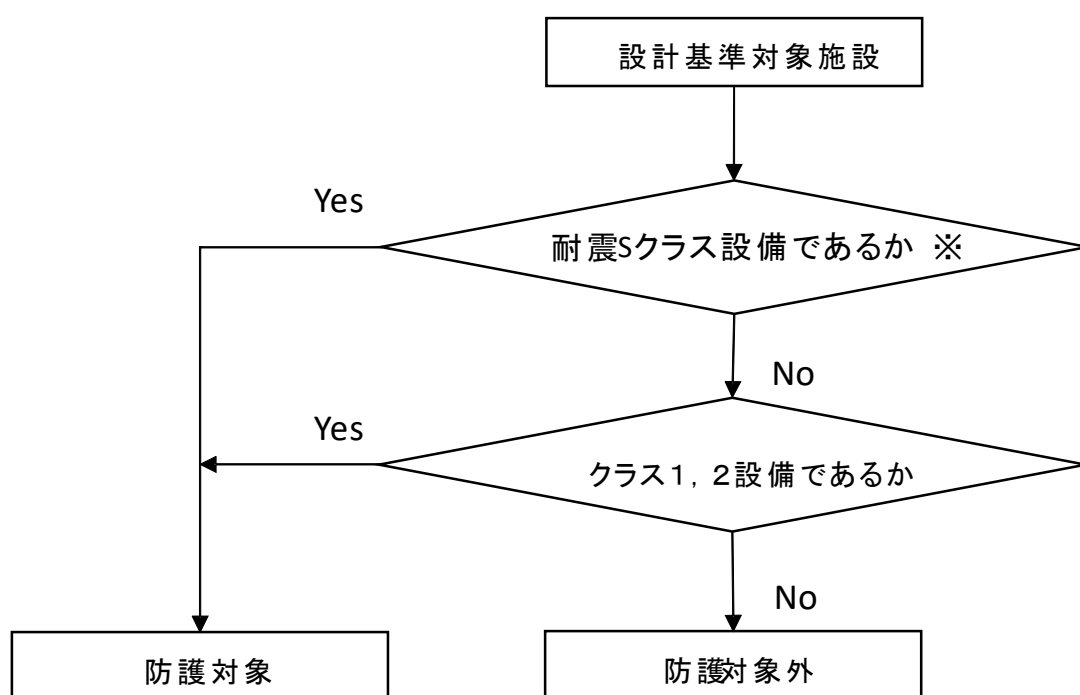 設計基準対象施設
Yes
耐震Sクラス設備であるか ※
No
Yes
クラス1, 2設備であるか
No
防護対象
防護対象外